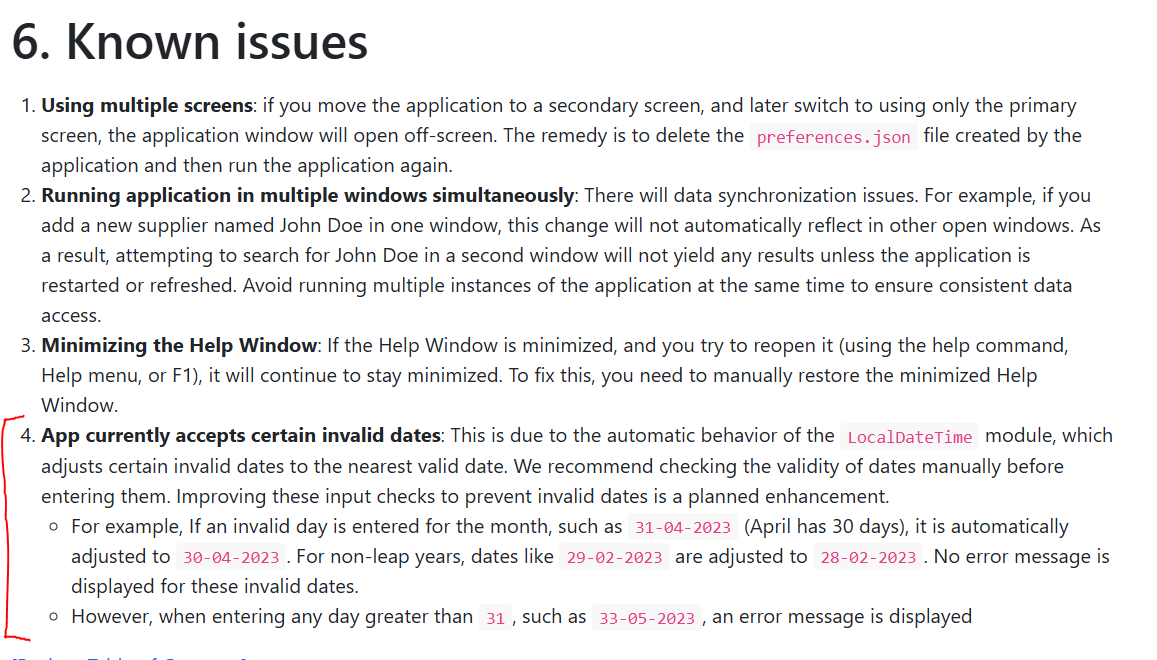 6. Known issues
1. Using multiple screens: if you move the application to a secondary screen, and later switch to using only the primary
screen, the application window will open off-screen. The remedy is to delete the preferences.json file created by the
application and then run the application again.
2. Running application in multiple windows simultaneously: There will data synchronization issues. For example, if you
add a new supplier named John Doe in one window, this change will not automatically reflect in other open windows. As
a result, attempting to search for John Doe in a second window will not yield any results unless the application is
restarted or refreshed. Avoid running multiple instances of the application at the same time to ensure consistent data
access.
3. Minimizing the Help Window: If the Help Window is minimized, and you try to reopen it (using the help command,
Help menu, or F1), it will continue to stay minimized. To fix this, you need to manually restore the minimized Help
Window.
4. App currently accepts certain invalid dates: This is due to the automatic behavior of the LocalDateTime module, which
adjusts certain invalid dates to the nearest valid date. We recommend checking the validity of dates manually before
entering them. Improving these input checks to prevent invalid dates is a planned enhancement.
For example, If an invalid day is entered for the month, such as 31-04-2023 (April has 30 days), it is automatically
adjusted to 30-04-2023. For non-leap years, dates like 29-02-2023 are adjusted to 28-02-2023. No error message is
displayed for these invalid dates.
However, when entering any day greater than 31, such as 33-05-2023, an error message is displayed